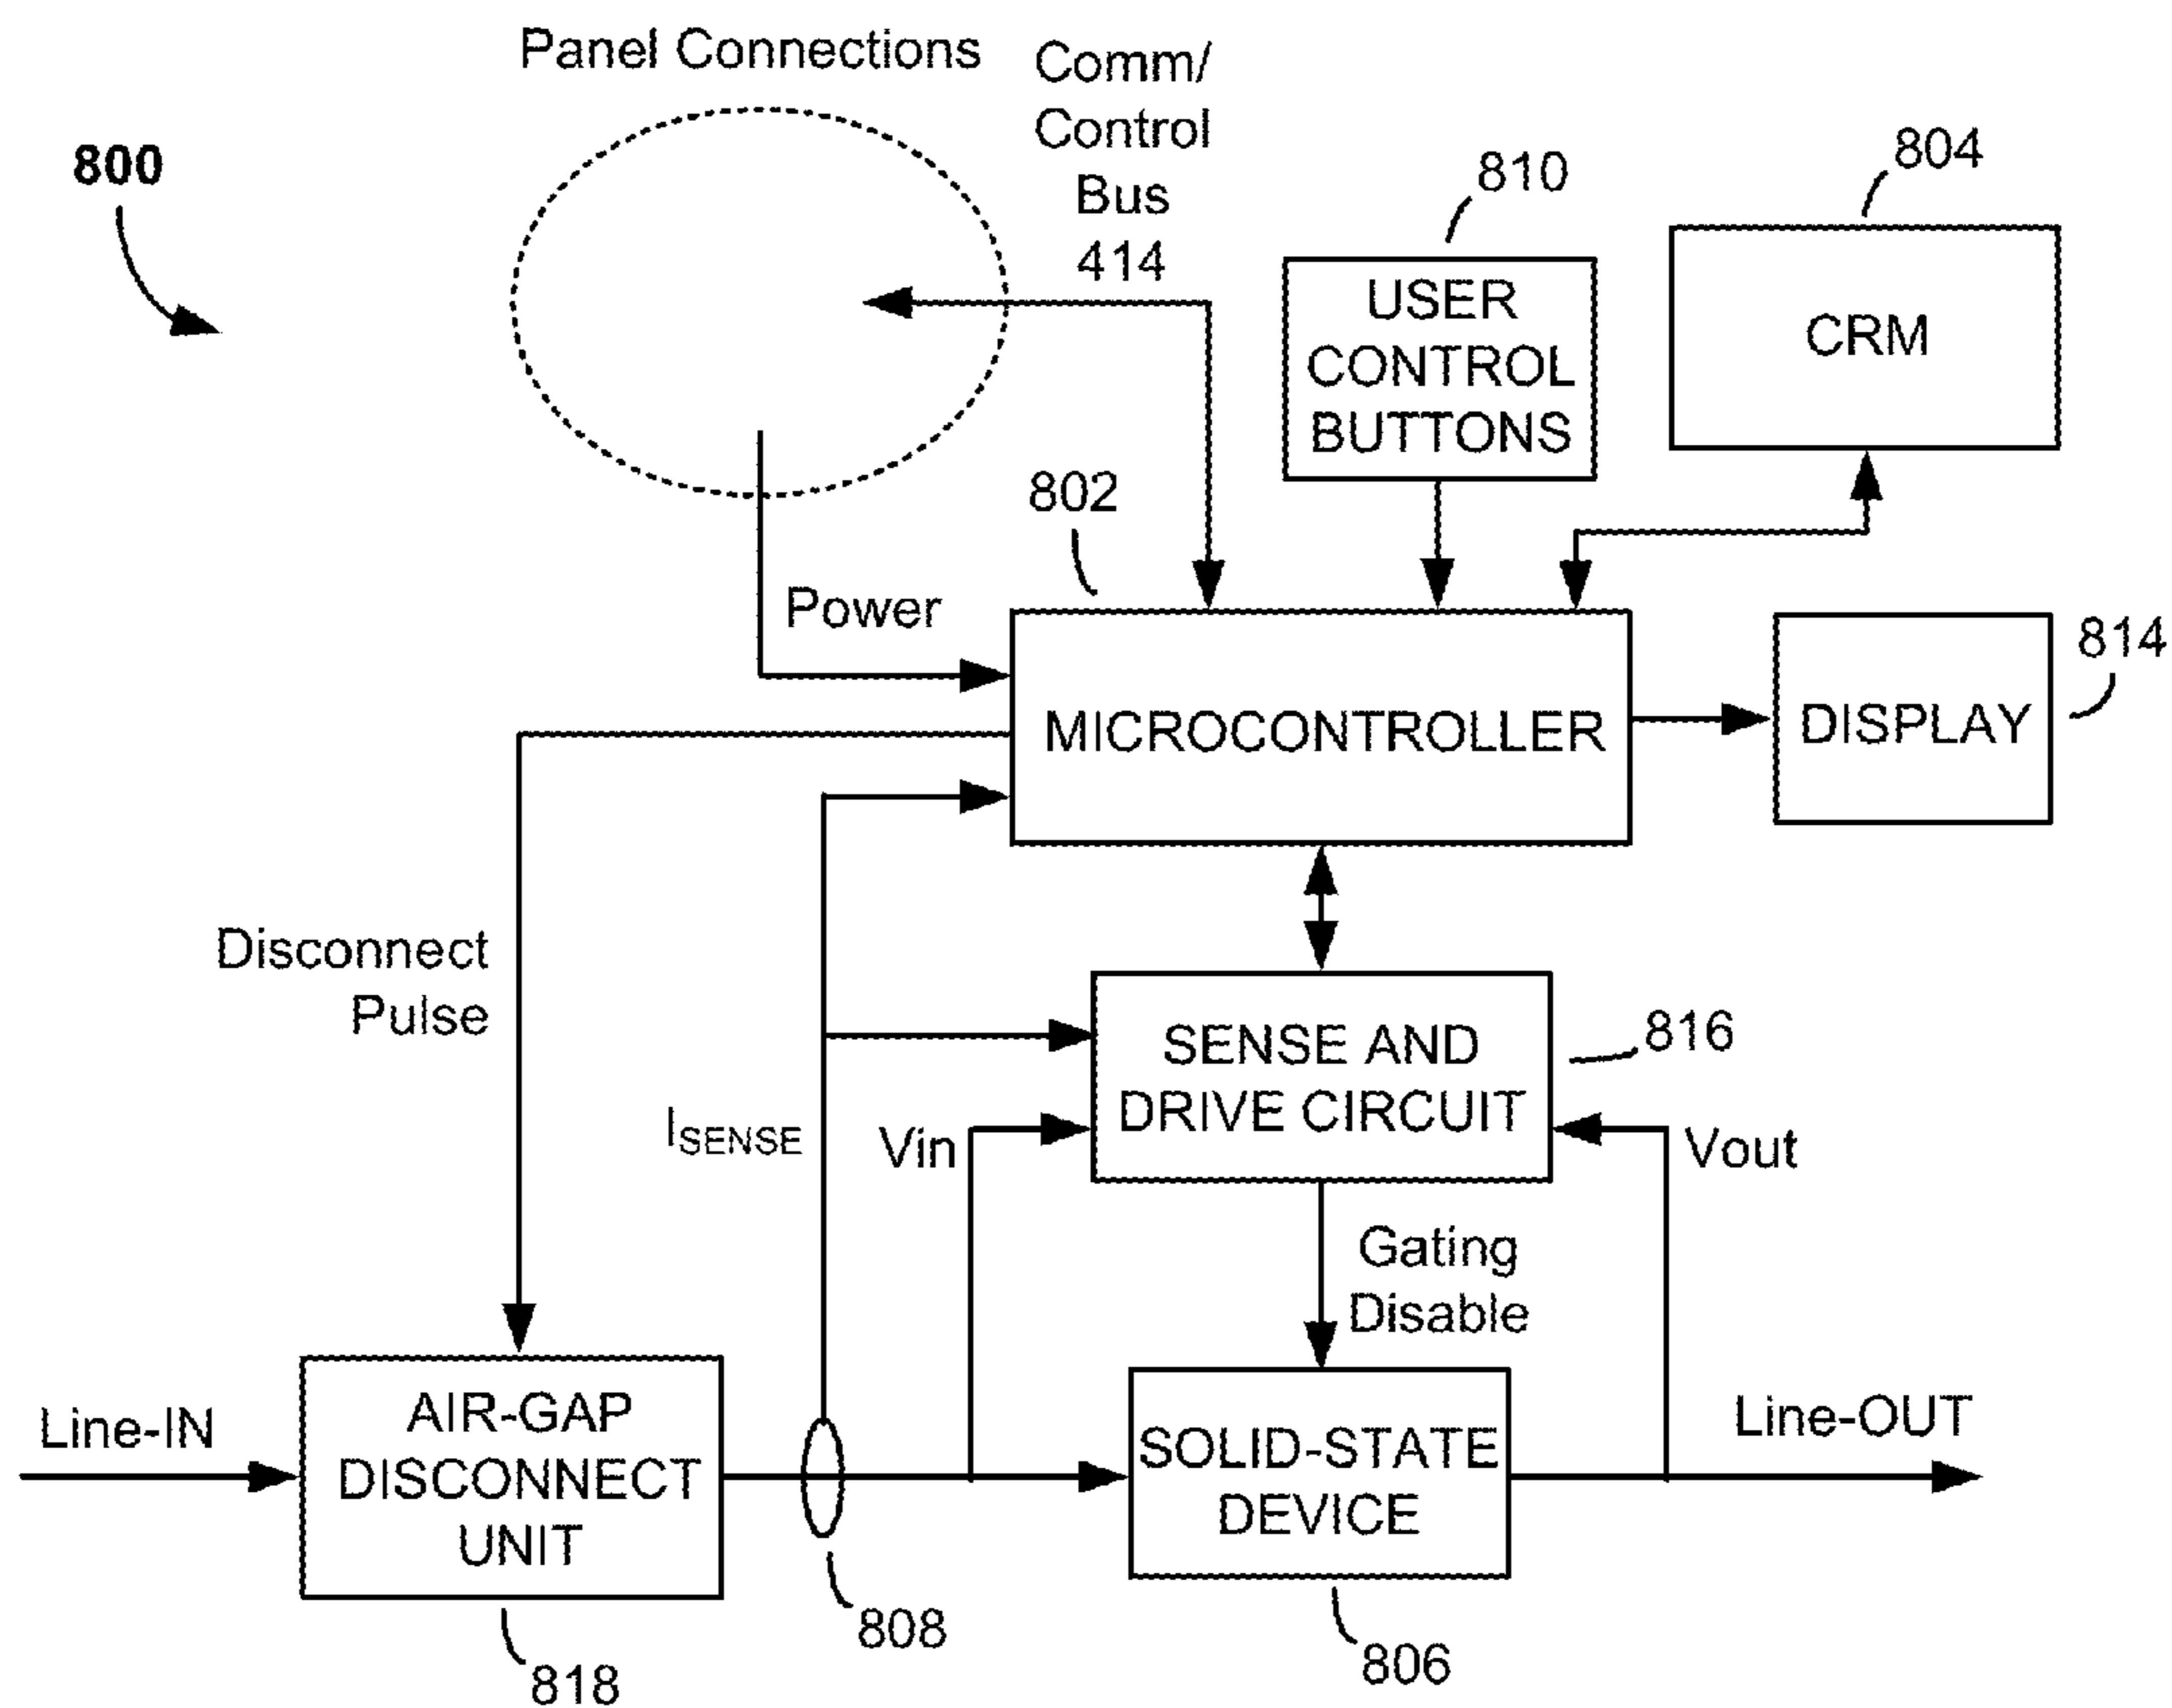 Panel Connections
Comm/
Control
Bus
414
800
810
804
USER
CONTROL
BUTTONS
CRM
802
Power
814
MICROCONTROLLER
DISPLAY
Disconnect
Pulse
SENSE AND
DRIVE CIRCUIT
816
ISENSE
Vin
Vout
Gating
Disable
Line-IN
AIR-GAP
DISCONNECT
UNIT
SOLID-STATE
DEVICE
Line-OUT
808
806
818